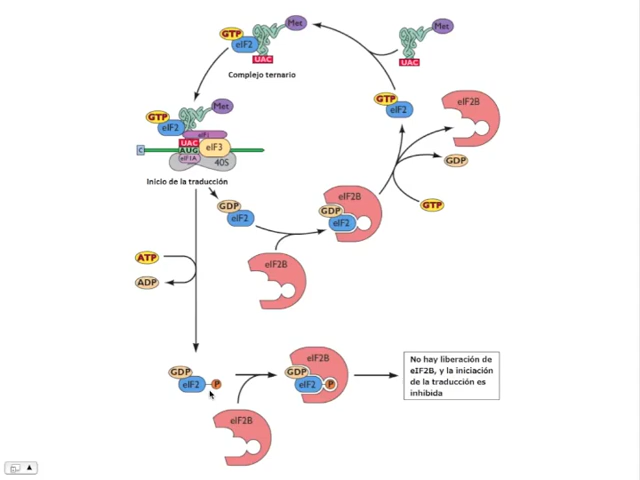 Met
GTP
eIF2
UAC
Complejo ternario
Met
UAC
GTP
eIF2
eIF2B
GDP
GTP
Met
GTP
eIF2
eIF1
UAC
AUG
eIF3
eIF1A
40S
C
Inicio de la traducción
GDP
eIF2
eIF2B
GDP
eIF2
eIF2B
ATP
ADP
GDP
eIF2
P
eIF2B
eIF2B
GDP
eIF2
P
No hay liberación de
eIF2B, y la iniciación
de la traducción es
inhibida